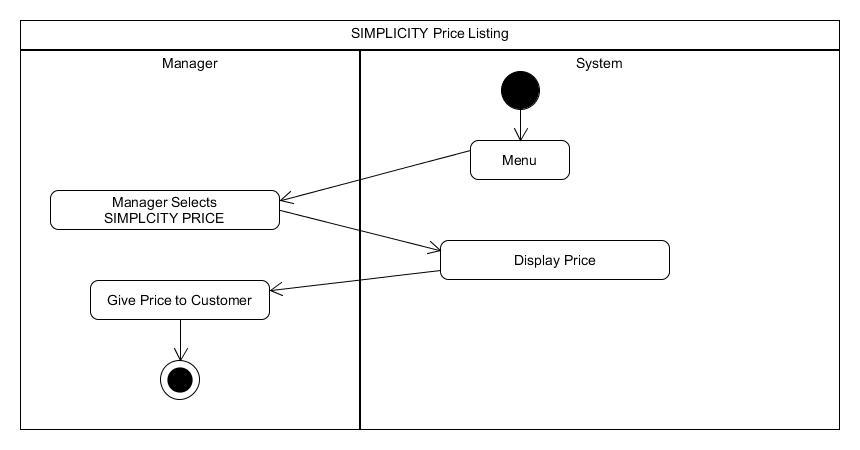 SIMPLICITY Price Listing
Manager
System
Menu
Manager Selects
SIMPLCITY PRICE
Display Price
Give Price to Customer